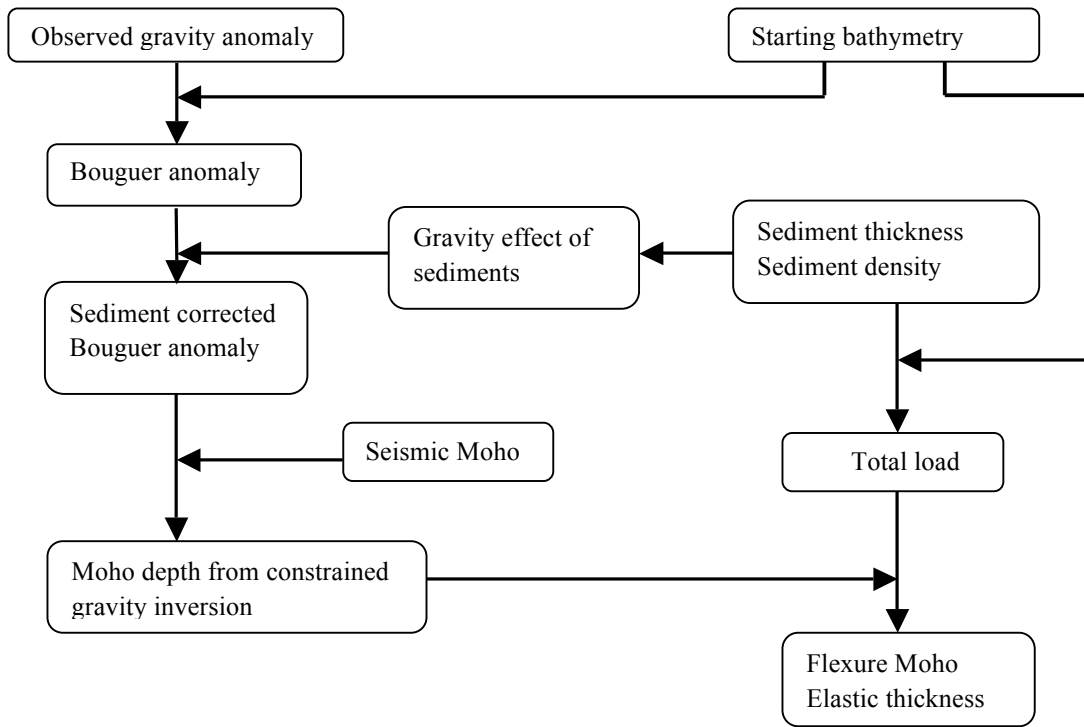 Observed gravity anomaly
Starting bathymetry
Bouguer anomaly
Gravity effect of
sediments
Sediment thickness
Sediment density
Sediment corrected
Bouguer anomaly
Seismic Moho
Total load
Moho depth from constrained
gravity inversion
Flexure Moho
Elastic thickness